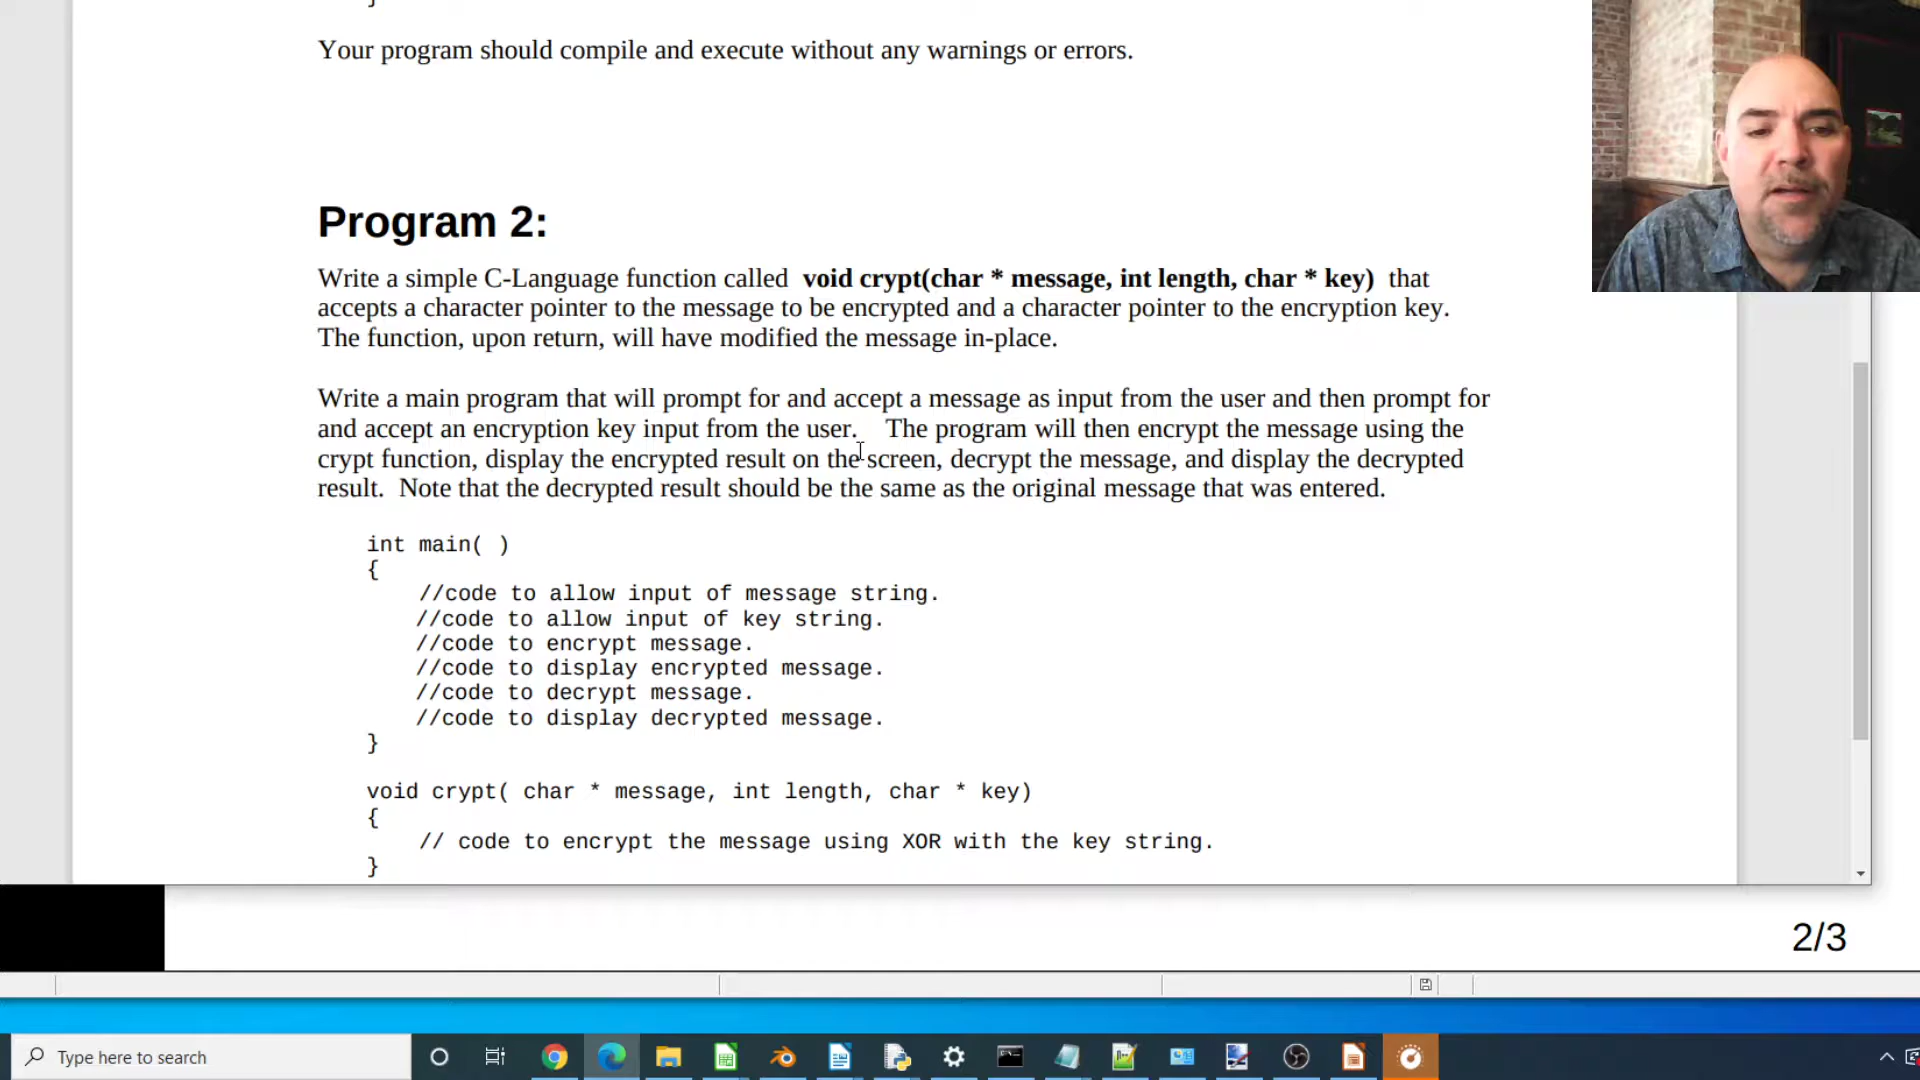 }
Your program should compile and execute without any warnings or errors.
Program 2:
Write a simple C-Language function called void crypt(char * message, int length, char * key) that
accepts a character pointer to the message to be encrypted and a character pointer to the encryption key.
The function, upon return, will have modified the message in-place.
Write a main program that will prompt for and accept a message as input from the user and then prompt for
and accept an encryption key input from the user. The program will then encrypt the message using the
crypt function, display the encrypted result on the screen, decrypt the message, and display the decrypted
result. Note that the decrypted result should be the same as the original message that was entered.
int main( )
{
//code to allow input of message string.
//code to allow input of key string.
//code to encrypt message.
//code to display encrypted message.
//code to decrypt message.
//code to display decrypted message.
}
void crypt( char * message, int length, char * key)
{
// code to encrypt the message using XOR with the key string.
}
2/3
Type here to search